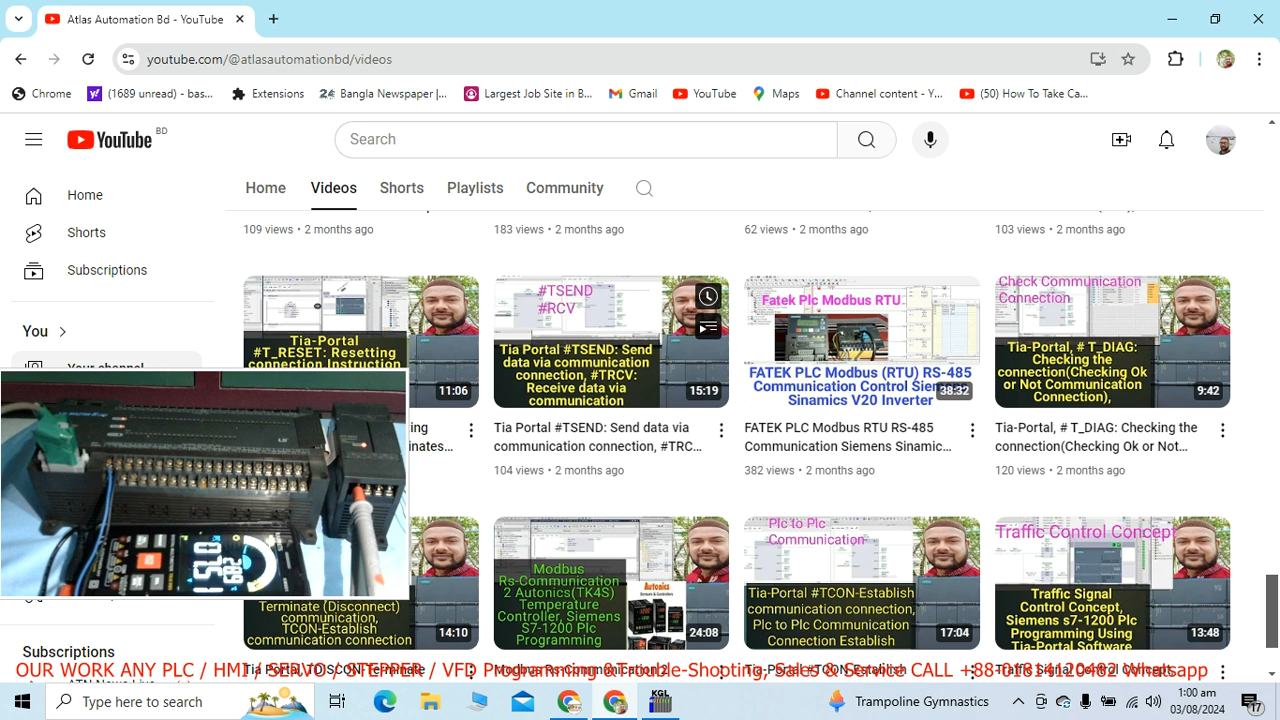 Atlas Automation Bd - YouTube
youtube.com/@atlasautomationbd/videos
Chrome
(1689 unread) - bas...
Extensions
Bangla Newspaper |...
Largest Job Site in B...
Gmail
YouTube
Maps
Channel content - Y...
(50) How To Take Ca...
YouTube BD
Search
Home
Shorts
Subscriptions
You
Subscriptions
Home Videos Shorts Playlists Community
109 views • 2 months ago
183 views • 2 months ago
62 views • 2 months ago
103 views • 2 months ago
Tia-Portal
#T_RESET: Resetting
connection Instruction
11:06
#TSEND
#RCV
Tia Portal #TSEND: Send
data via communication
connection, #TRCV:
Receive data via
communication
15:19
Tia Portal #TSEND: Send data via
communication connection, #TRC...
104 views • 2 months ago
Fatek Plc Modbus RTU
FATEK PLC Modbus (RTU) RS-485
Communication Control
Sinamics V20 Inverter
38:32
FATEK PLC Modbus RTU RS-485
Communication Siemens Sinamic...
382 views • 2 months ago
Check Communication
Connection
Tia-Portal, # T_DIAG:
Checking the
connection(Checking Ok
or Not Communication
Connection),
9:42
Tia-Portal, # T_DIAG: Checking the
connection(Checking Ok or Not...
120 views • 2 months ago
Terminate (Disconnect)
communication,
TCON-Establish
communication connection
14:10
Modbus
Rs-Communication
2 Autonics(TK4S)
Temperature
Controller, Siemens
S7-1200 Plc
Programming
Autonics
24:08
Plc to Plc
Communication
Tia-Portal #TCON-Establish
communication connection,
Plc to Plc Communication
Connection Establish
17:04
Traffic Control Concept
Traffic Signal
Control Concept,
Siemens s7-1200 Plc
Programming Using
Tia-Portal Software
13:48
OUR WORK ANY PLC / HMI / SERVO / STEPPER / VFD Programming &Trouble-Shooting, Sales & Service CALL +88-01814120482 Whatsapp
Type here to search
Trampoline Gymnastics
1:00 am
03/08/2024
17